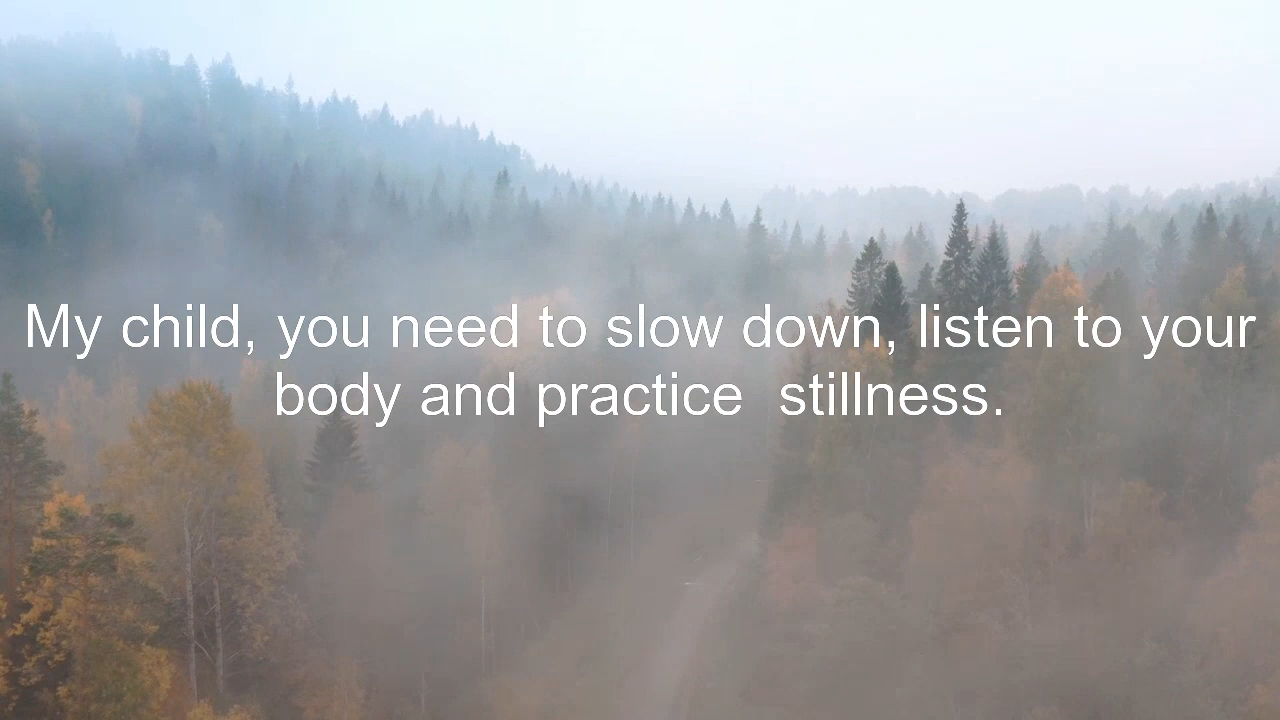 My child, you need to slow down, listen to your
body and practice  stillness.